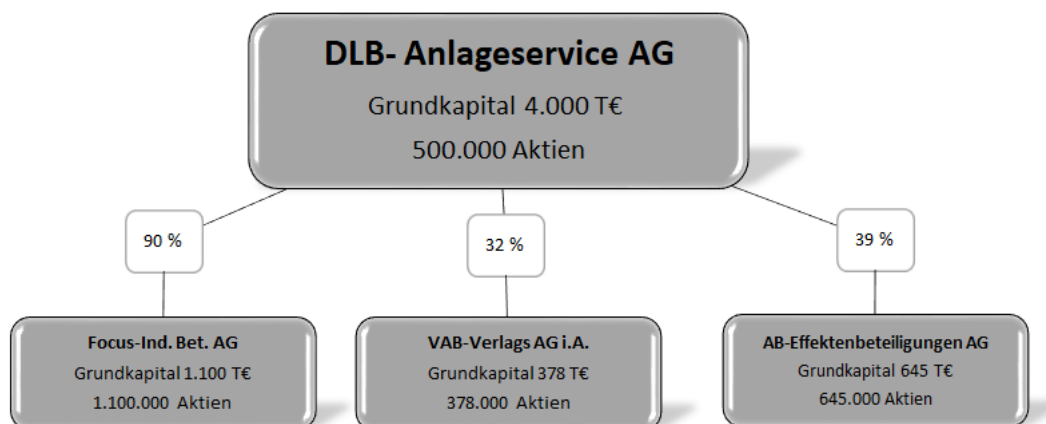 DLB- Anlageservice AG
Grundkapital 4.000 T€
500.000 Aktien
90 %
32 %
39 %
Focus-Ind. Bet. AG
Grundkapital 1.100 T€
1.100.000 Aktien
VAB-Verlags AG i.A.
Grundkapital 378 T€
378.000 Aktien
AB-Effektenbeteiligungen AG
Grundkapital 645 T€
645.000 Aktien